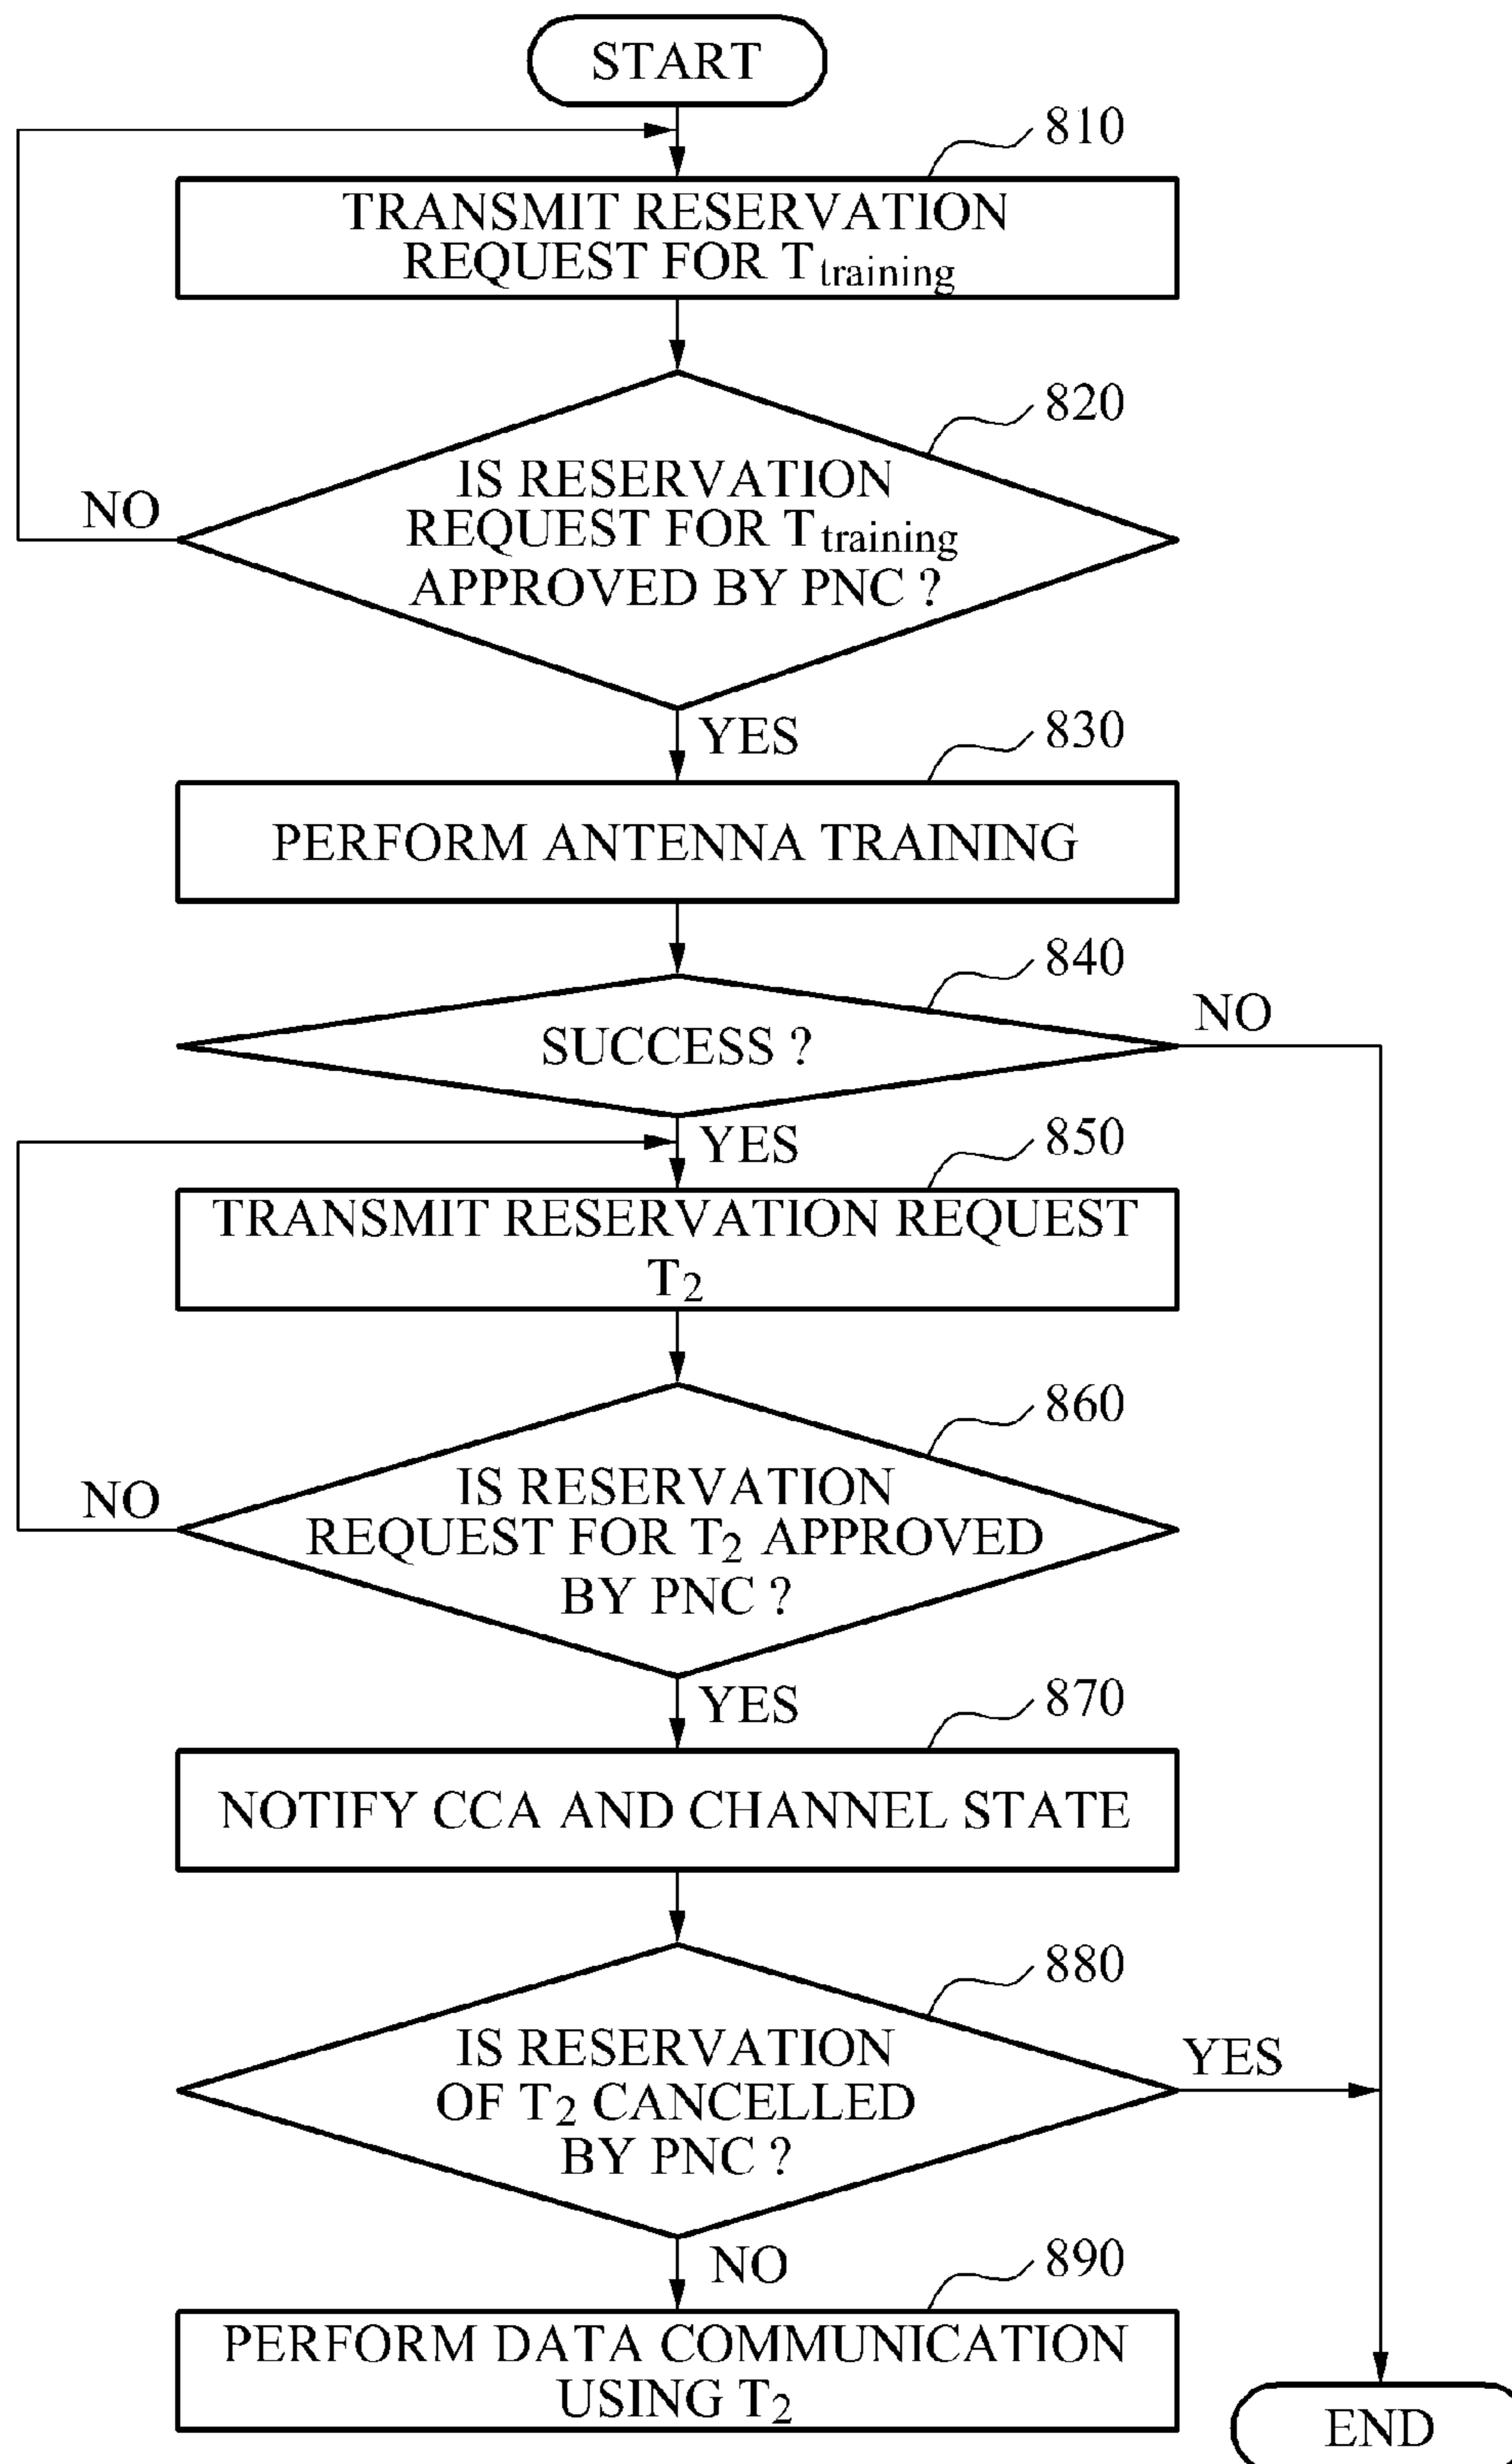 START
810
TRANSMIT RESERVATION
REQUEST FOR Ttraining
820
IS RESERVATION
REQUEST FOR Ttraining
APPROVED BY PNC ?
NO
YES
830
PERFORM ANTENNA TRAINING
840
SUCCESS ?
NO
YES
850
TRANSMIT RESERVATION REQUEST
T2
860
IS RESERVATION
REQUEST FOR T2 APPROVED
BY PNC ?
NO
YES
870
NOTIFY CCA AND CHANNEL STATE
880
IS RESERVATION
OF T2 CANCELLED
BY PNC ?
YES
NO
890
PERFORM DATA COMMUNICATION
USING T2
END